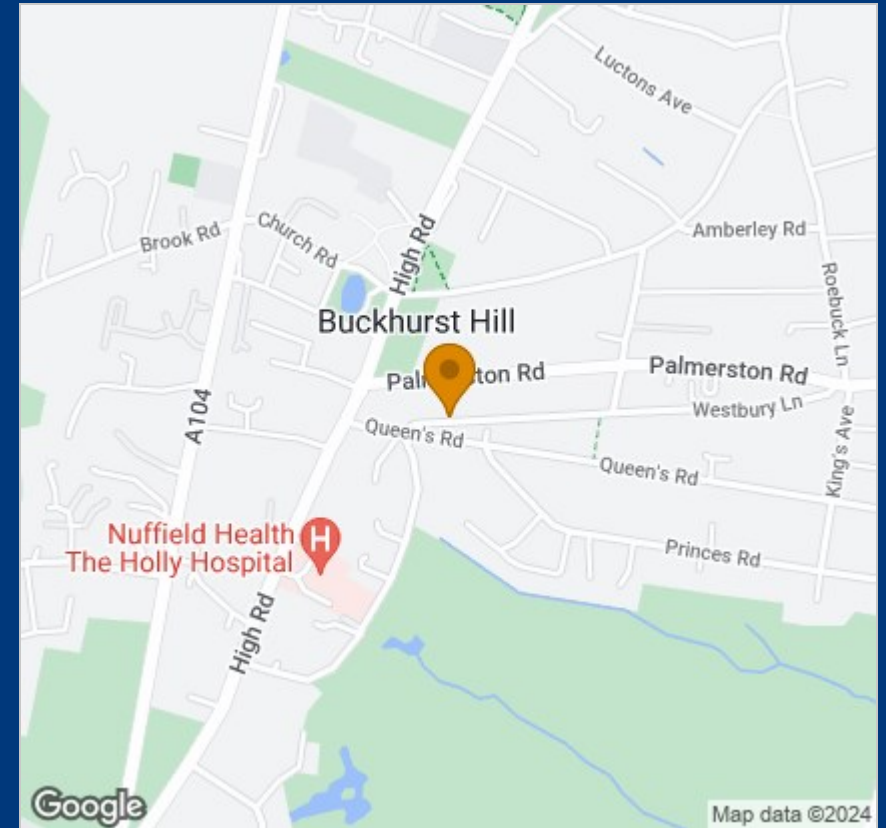 Luctons Ave
Brook Rd
Church Rd
High Rd
Amberley Rd
Roebuck Ln
Buckhurst Hill
Palmerston Rd
Palmerston Rd
A104
Westbury Ln
Queen's Rd
Queen's Rd
King's Ave
Nuffield Health
The Holly Hospital
H
Princes Rd
High Rd
Google
Map data ©2024